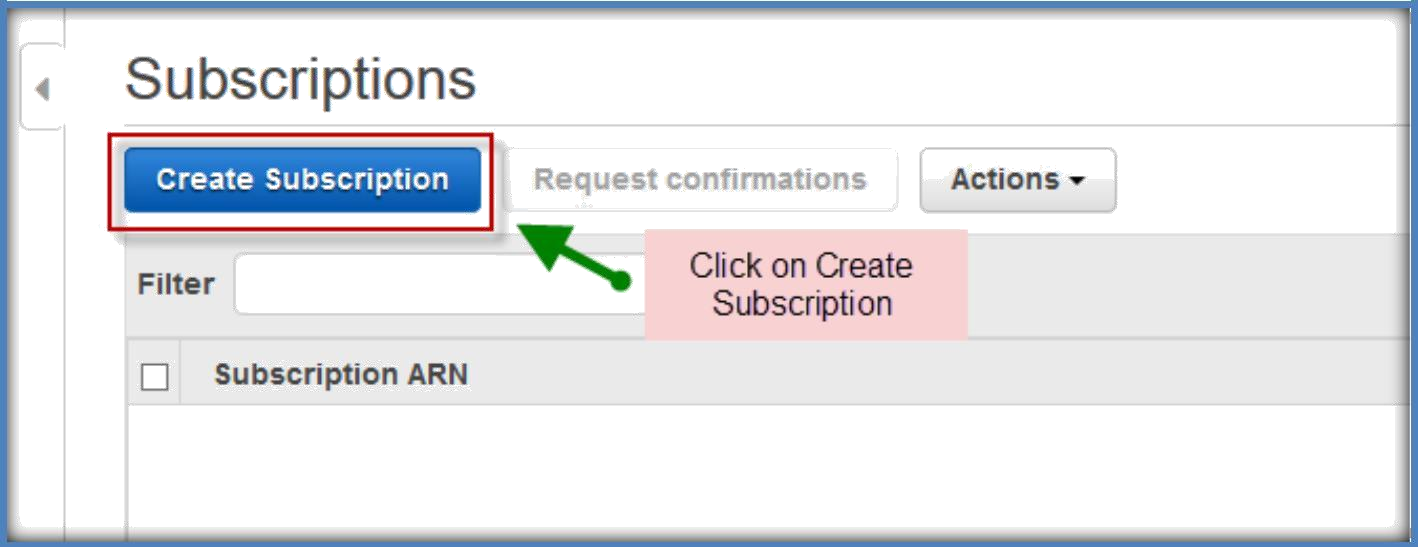 Subscriptions
Create Subscription
Request confirmations
Actions
Filter
Click on Create
Subscription
Subscription ARN